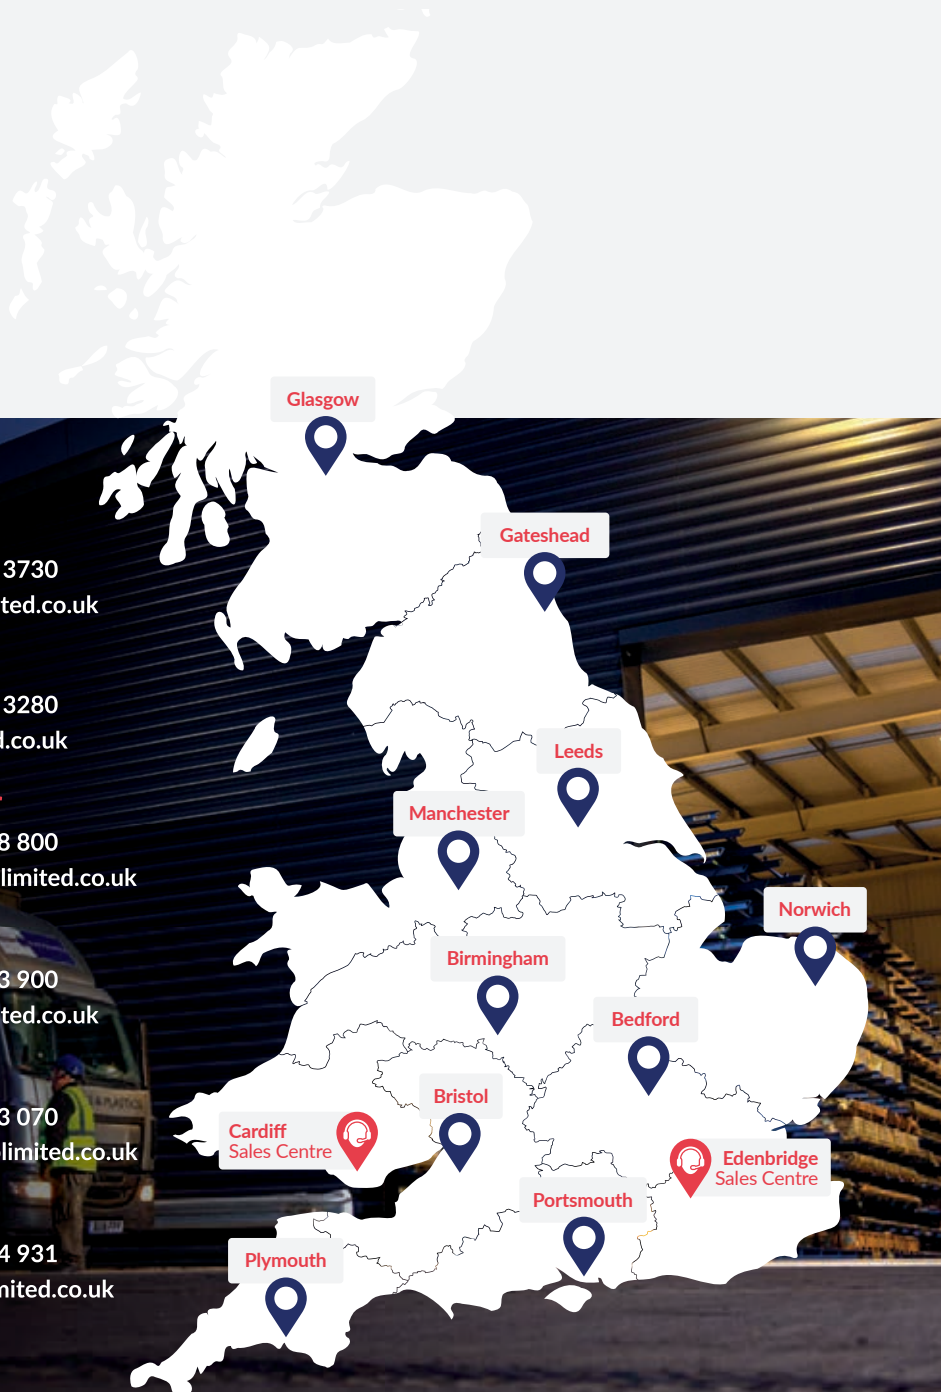 Glasgow
Gateshead
3730
ted.co.uk
3280
d.co.uk
Leeds
Manchester
8 800
limited.co.uk
Norwich
Birmingham
3 900
ted.co.uk
Bedford
Bristol
3 070
limited.co.uk
Cardiff
Sales Centre
Edenbridge
Sales Centre
Portsmouth
4 931
mited.co.uk
Plymouth